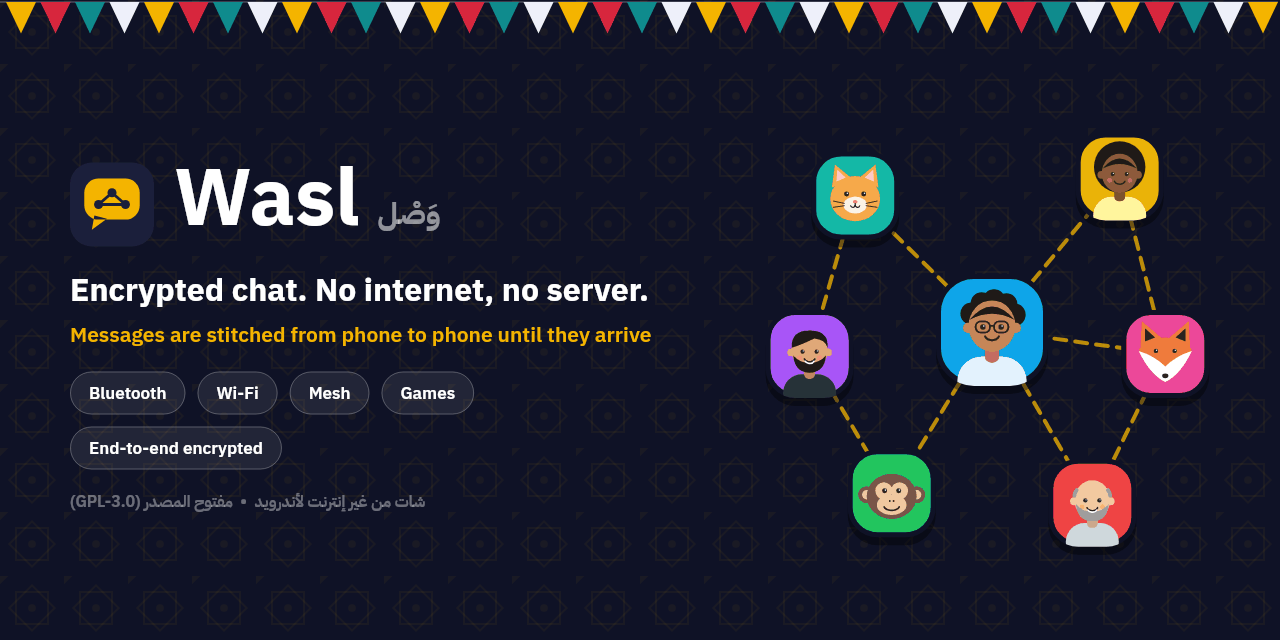 Wasl وَصْل
Encrypted chat. No internet, no server.
Messages are stitched from phone to phone until they arrive
Bluetooth Wi-Fi Mesh Games
End-to-end encrypted
شات من غير إنترنت لأندرويد • مفتوح المصدر (GPL-3.0)